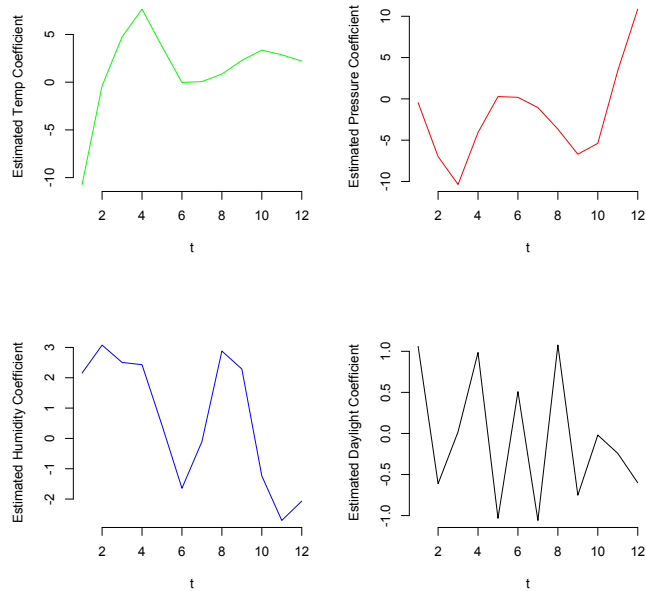 Estimated Temp Coefficient
5
0
-5
-10
2 4 6 8 10 12
t
Estimated Pressure Coefficient
10
5
0
-5
-10
2 4 6 8 10 12
t
Estimated Humidity Coefficient
3
2
1
0
-1
-2
2 4 6 8 10 12
t
Estimated Daylight Coefficient
1.0
0.5
0.0
-0.5
-1.0
2 4 6 8 10 12
t